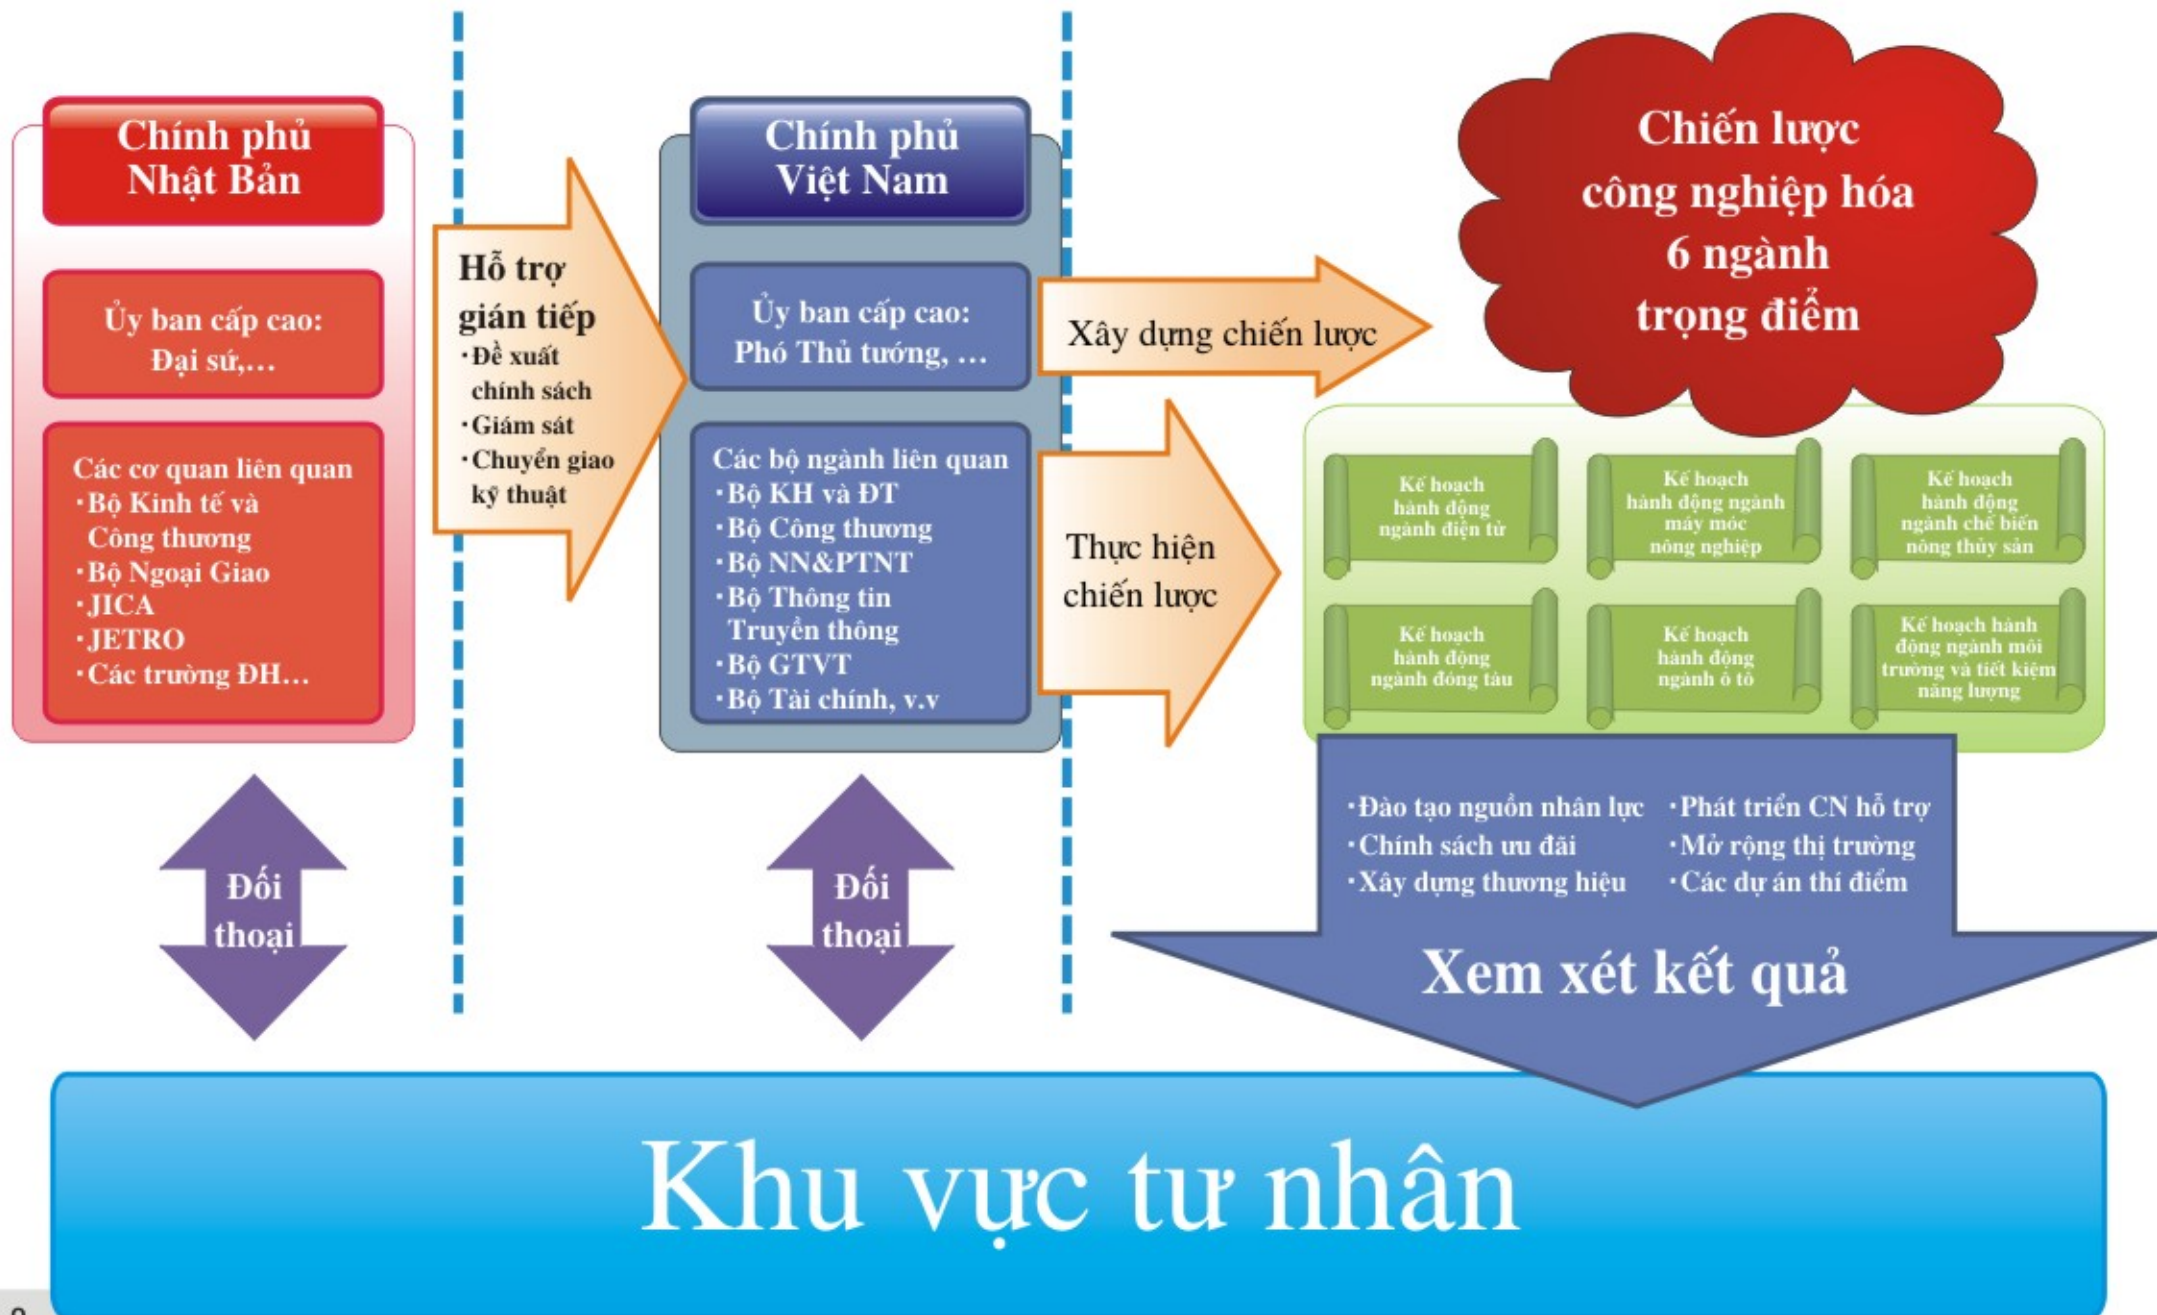 Chính phủ
Nhật Bản
Ủy ban cấp cao:
Đại sứ,...
Các cơ quan liên quan
·Bộ Kinh tế và
Công thương
·Bộ Ngoại Giao
·JICA
·JETRO
·Các trường ĐH...
Hỗ trợ
gián tiếp
·Đề xuất
chính sách
·Giám sát
·Chuyển giao
kỹ thuật
Chính phủ
Việt Nam
Ủy ban cấp cao:
Phó Thủ tướng, ...
Các bộ ngành liên quan
·Bộ KH và ĐT
·Bộ Công thương
·Bộ NN&PTNT
·Bộ Thông tin
Truyền thông
·Bộ GTVT
·Bộ Tài chính, v.v
Xây dựng chiến lược
Thực hiện
chiến lược
Chiến lược
công nghiệp hóa
6 ngành
trọng điểm
Kế hoạch
hành động
ngành điện tử
Kế hoạch
hành động ngành
máy móc
nông nghiệp
Kế hoạch
hành động
ngành chế biến
nông thủy sản
Kế hoạch
hành động
ngành đóng tàu
Kế hoạch
hành động
ngành ô tô
Kế hoạch hành
động ngành môi
trường và tiết kiệm
năng lượng
·Đào tạo nguồn nhân lực
·Chính sách ưu đãi
·Xây dựng thương hiệu
·Phát triển CN hỗ trợ
·Mở rộng thị trường
·Các dự án thí điểm
Xem xét kết quả
Đối
thoại
Đối
thoại
Khu vực tư nhân